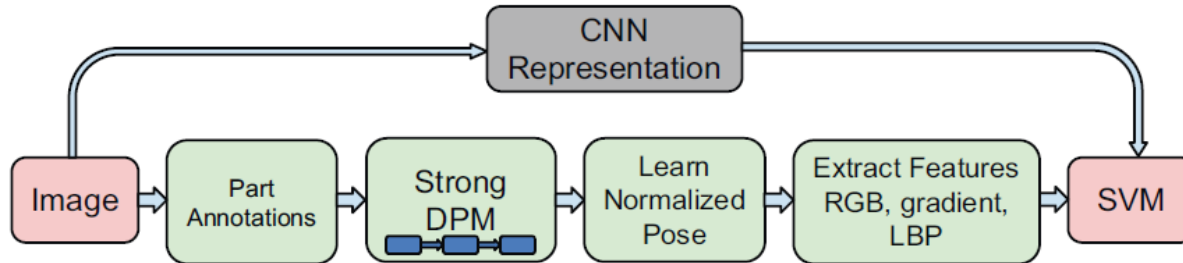 CNN
Representation
Image
Part
Annotations
Strong
DPM
Learn
Normalized
Pose
Extract Features
RGB, gradient,
LBP
SVM